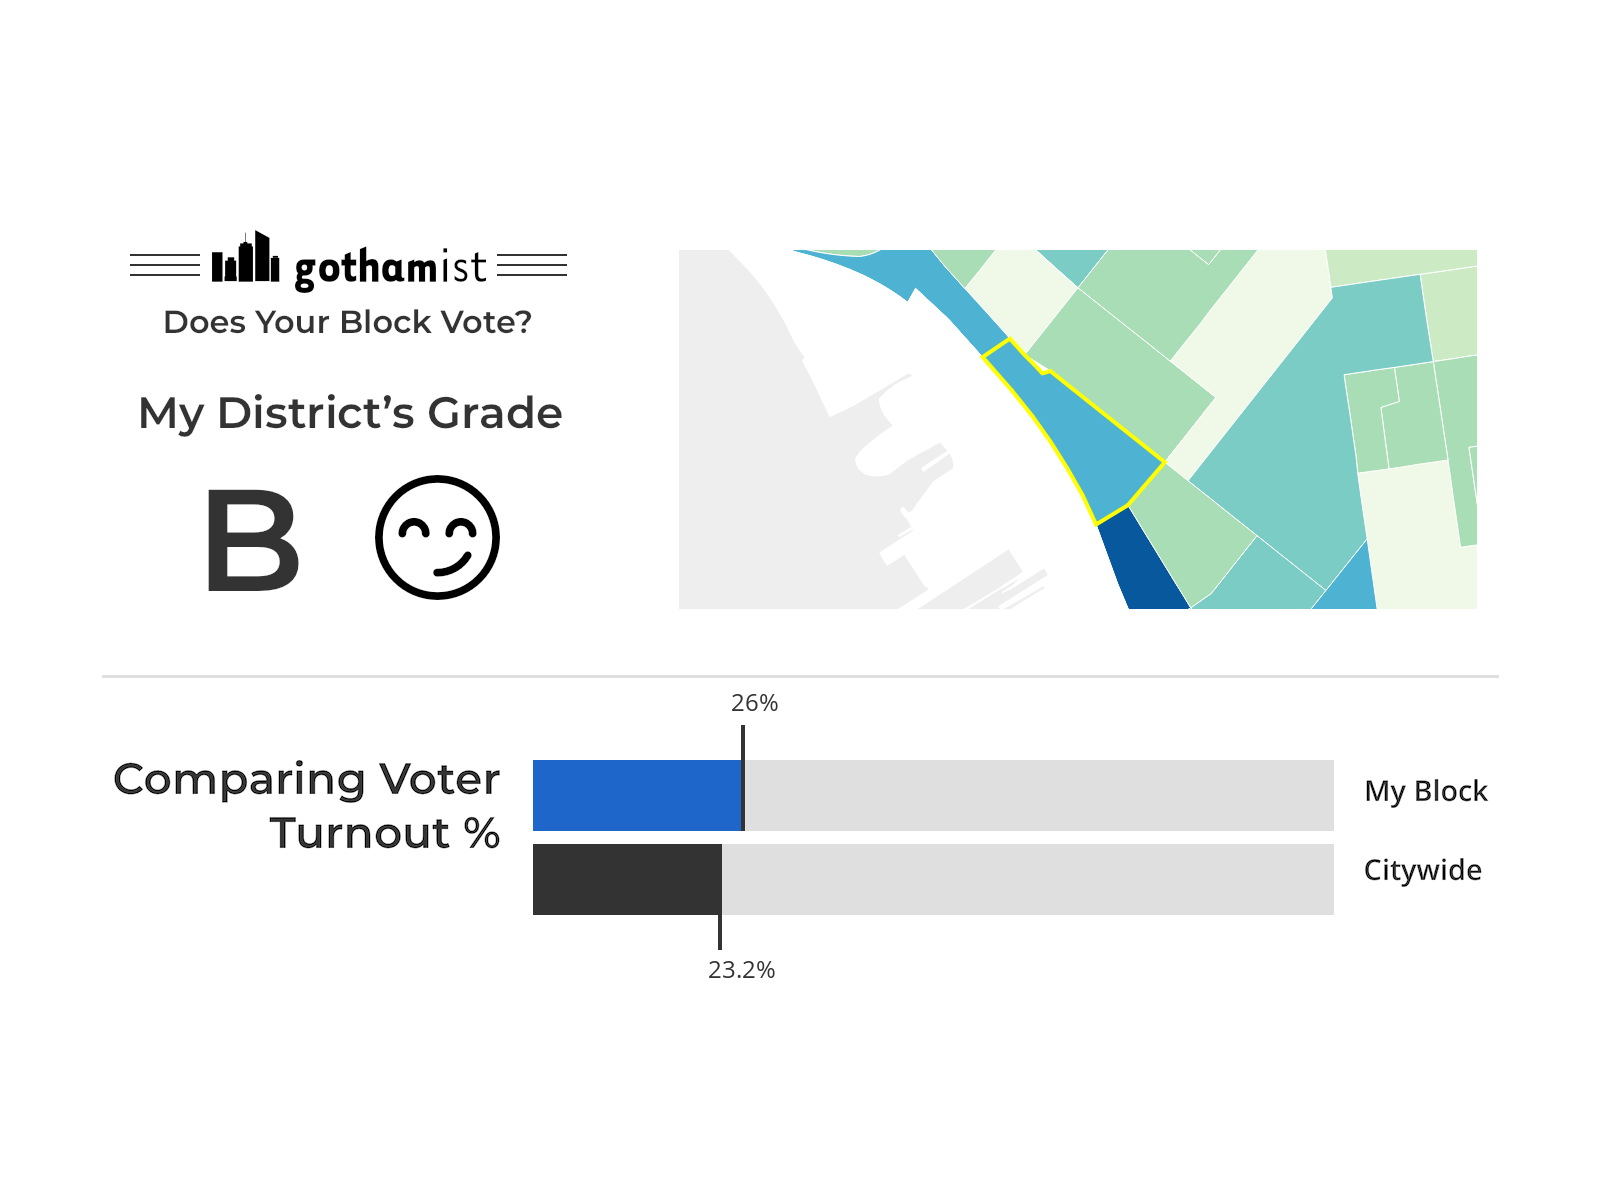 gothamist
Does Your Block Vote?
My District’s Grade
B
26%
Comparing Voter
Turnout %
My Block
Citywide
23.2%